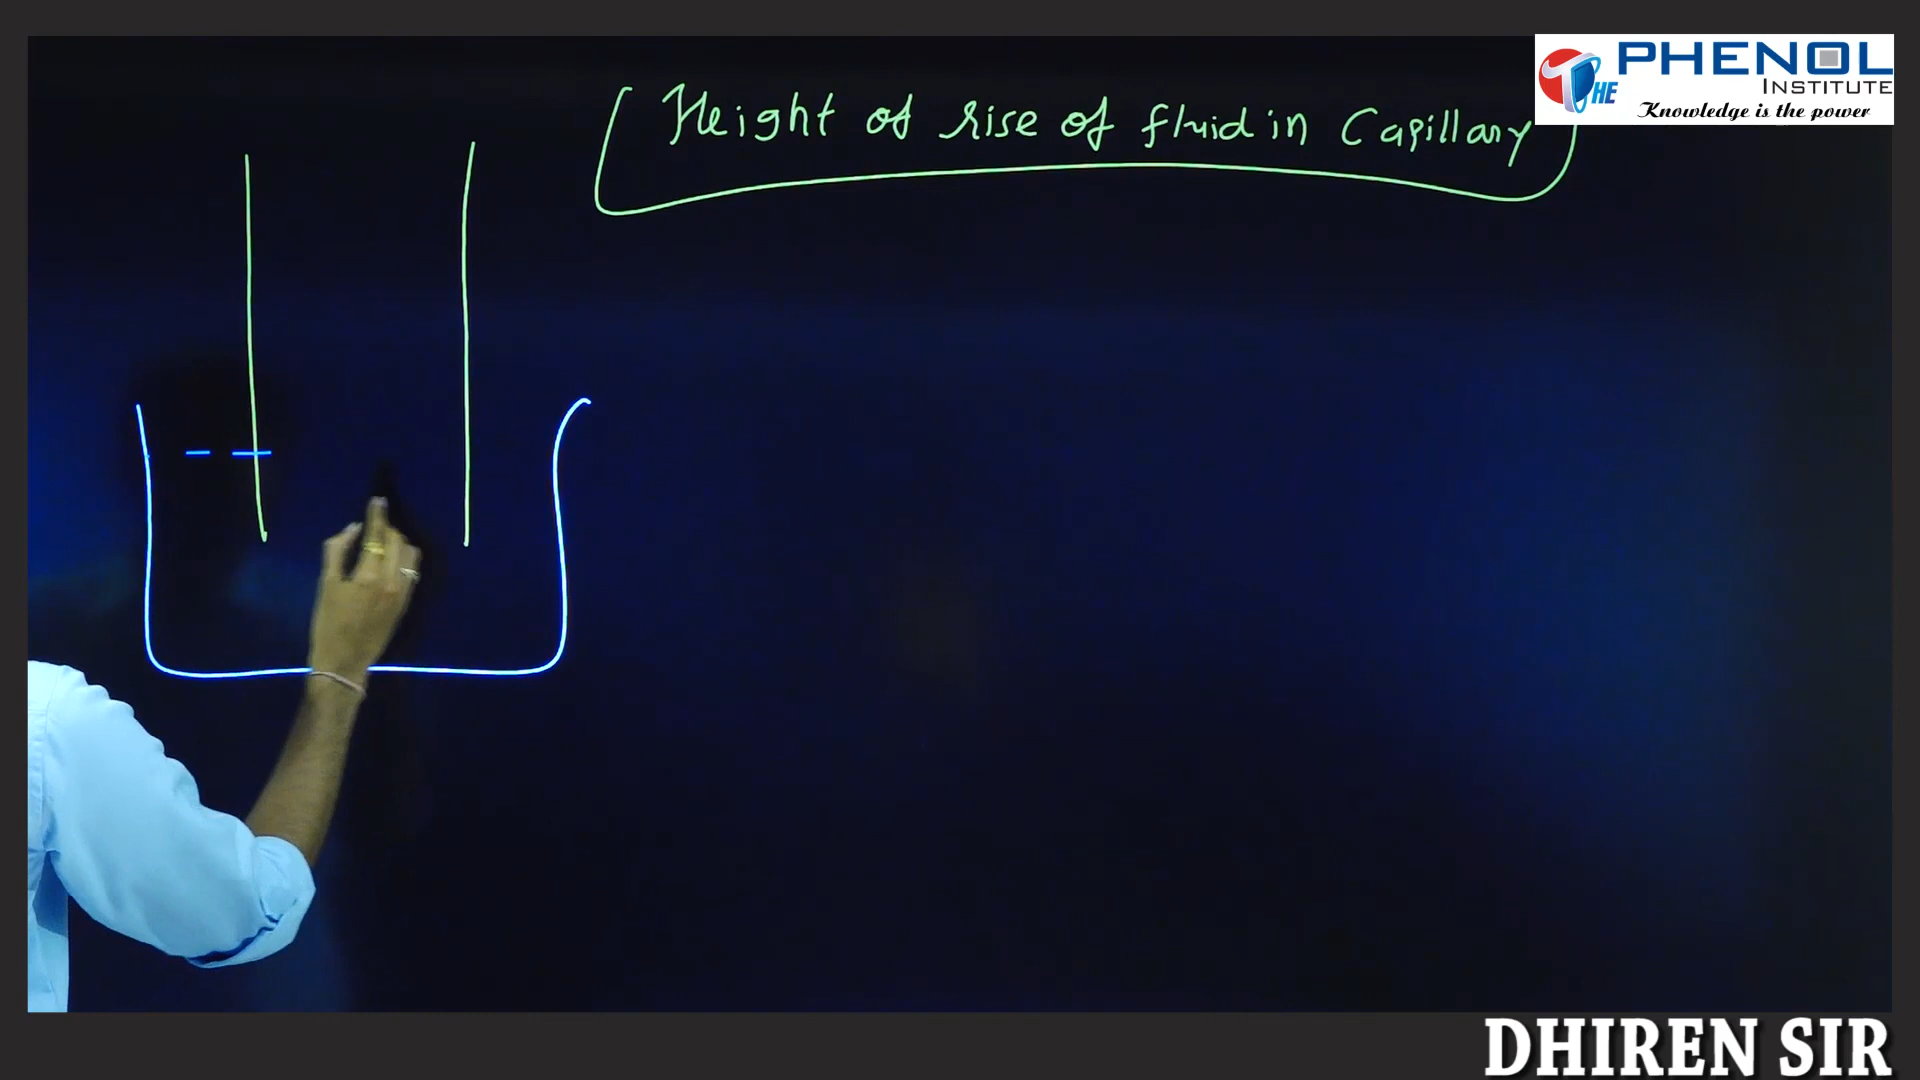 Height of rise of fluid in Capillary
THE PHENOL
INSTITUTE
Knowledge is the power
DHIREN SIR